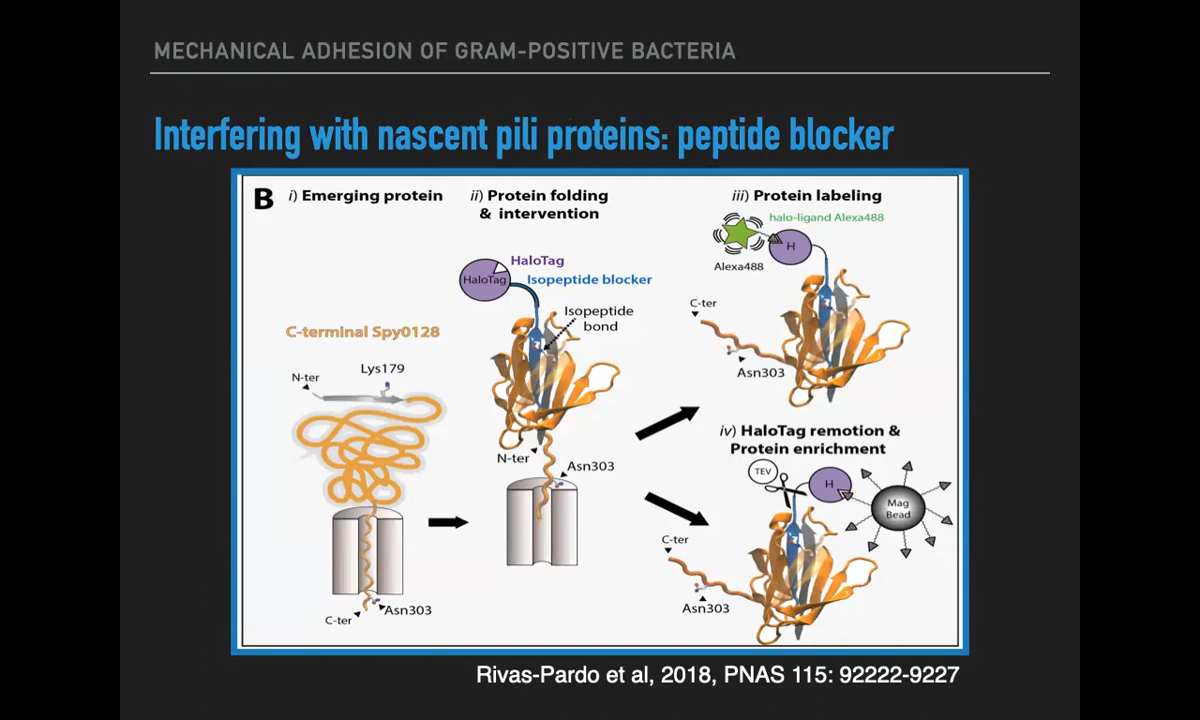 MECHANICAL ADHESION OF GRAM-POSITIVE BACTERIA
Interfering with nascent pili proteins: peptide blocker
B
i) Emerging protein
C-terminal Spy0128
N-ter
Lys179
C-ter
Asn303
ii) Protein folding
& intervention
HaloTag
HaloTag
Isopeptide blocker
Isopeptide
bond
N-ter
Asn303
iii) Protein labeling
halo-ligand Alexa488
H
Alexa488
C-ter
Asn303
iv) HaloTag remotion &
Protein enrichment
TEV
H
Mag
Bead
C-ter
Asn303
Rivas-Pardo et al, 2018, PNAS 115: 92222-9227